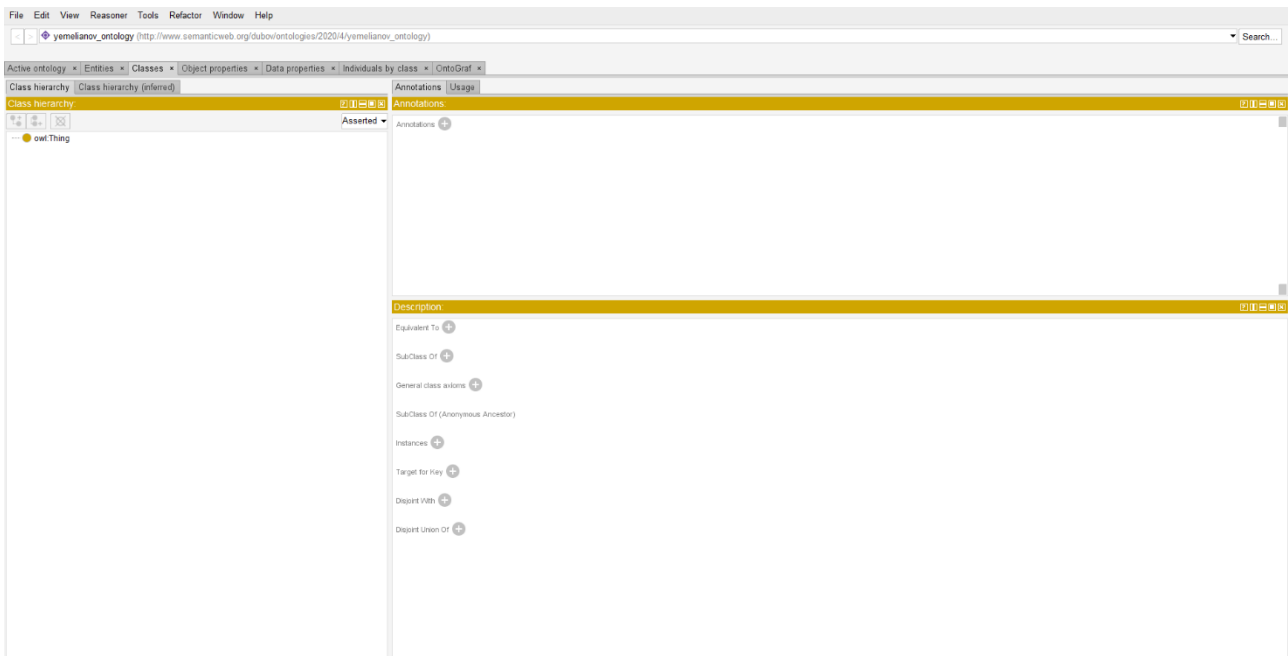 File Edit View Reasoner Tools Refactor Window Help
< > yemelianov_ontology (http://www.semanticweb.org/dubov/ontologies/2020/4/yemelianov_ontology) Search...
Active ontology × Entities × Classes × Object properties × Data properties × Individuals by class × OntoGraf ×
Class hierarchy Class hierarchy (inferred)
Class hierarchy:
Asserted
owl:Thing
Annotations Usage
Annotations:
Annotations
Description:
Equivalent To
SubClass Of
General class axioms
SubClass Of (Anonymous Ancestor)
Instances
Target for Key
Disjoint With
Disjoint Union Of